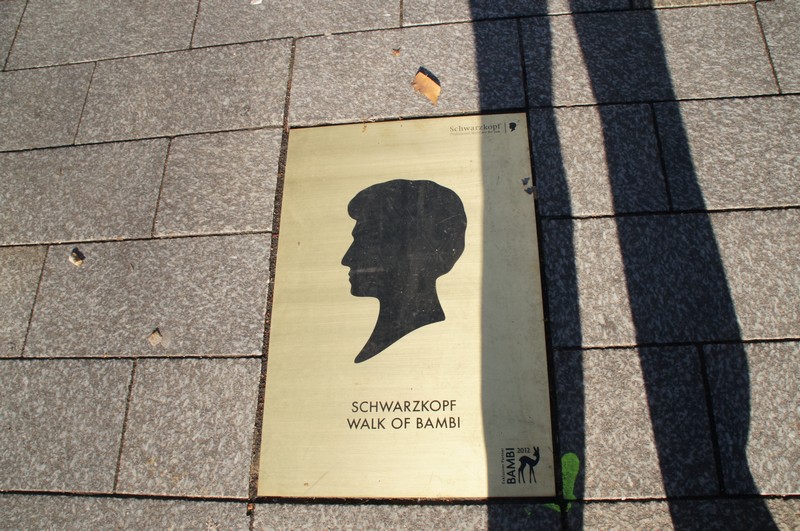 Schwarzkopf
SCHWARZKOPF
WALK OF BAMBI
BAMBI
2012